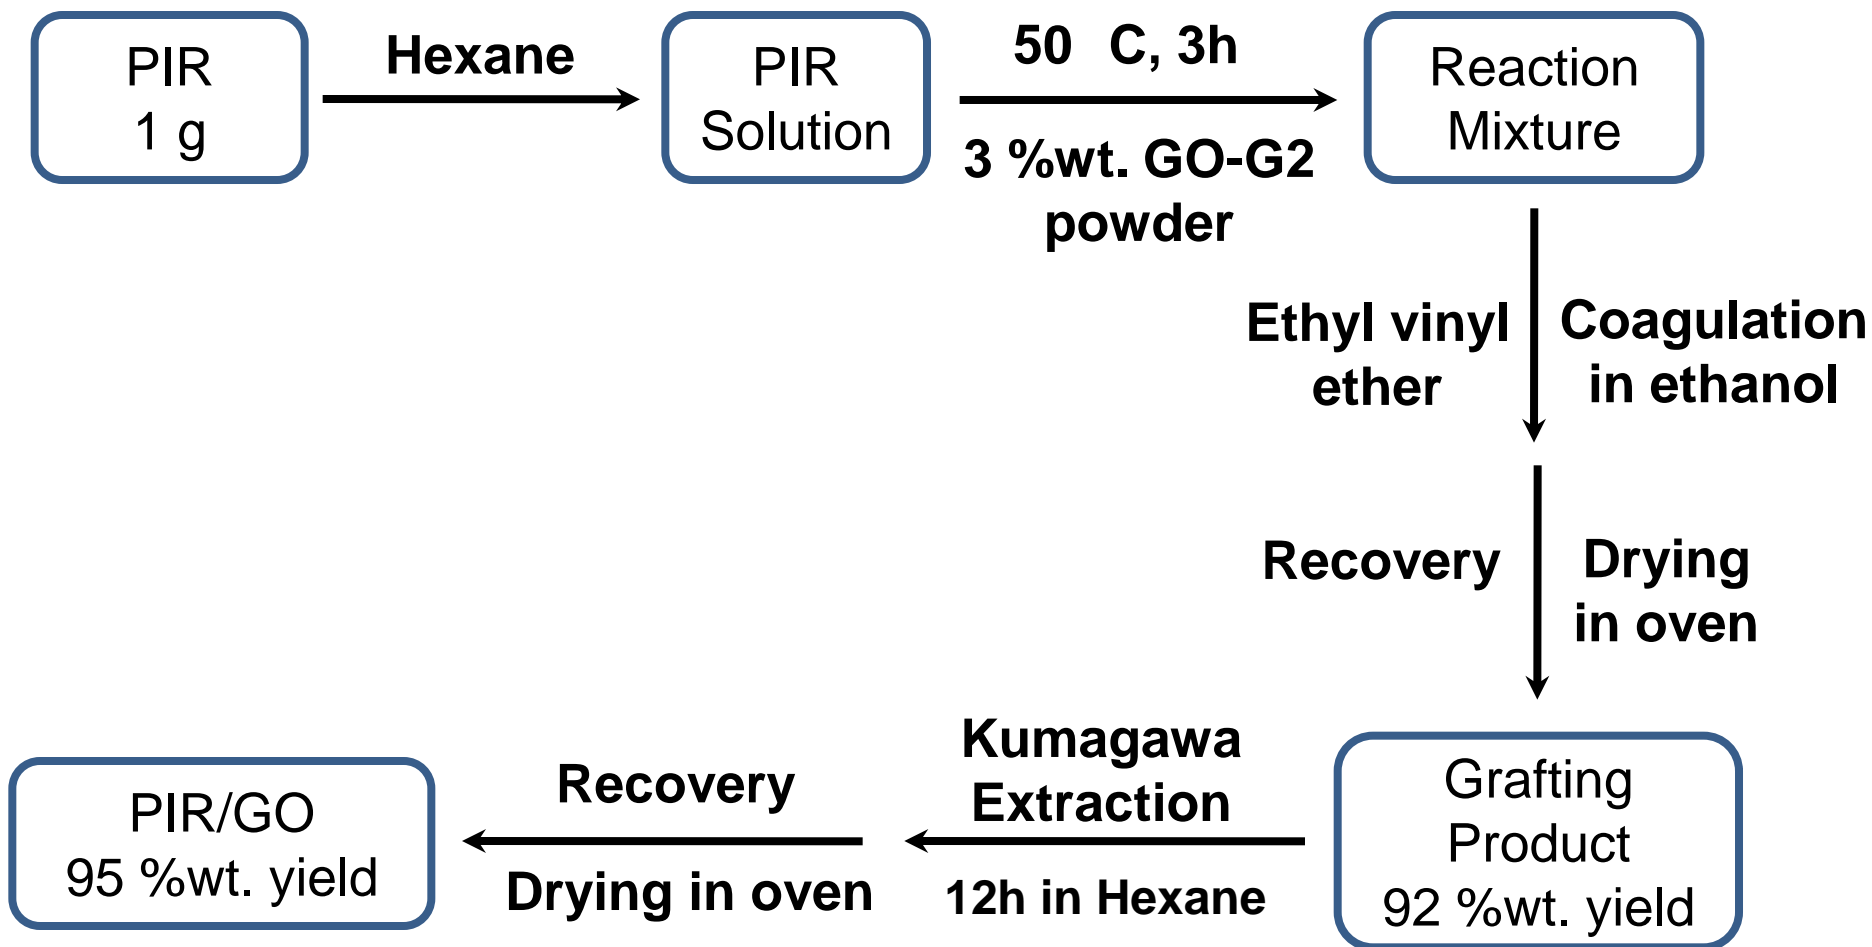 PIR
1 g
Hexane
PIR
Solution
50 C, 3h
3 %wt. GO-G2
powder
Reaction
Mixture
Ethyl vinyl
ether
Coagulation
in ethanol
Recovery
Drying
in oven
Grafting
Product
92 %wt. yield
Kumagawa
Extraction
12h in Hexane
Recovery
Drying in oven
PIR/GO
95 %wt. yield